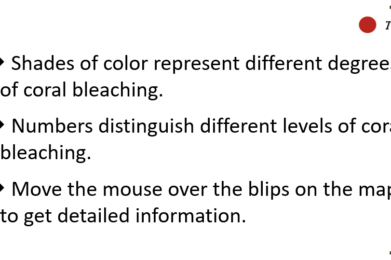 Shades of color represent different degree
of coral bleaching.
Numbers distinguish different levels of cor
bleaching.
Move the mouse over the blips on the map
to get detailed information.